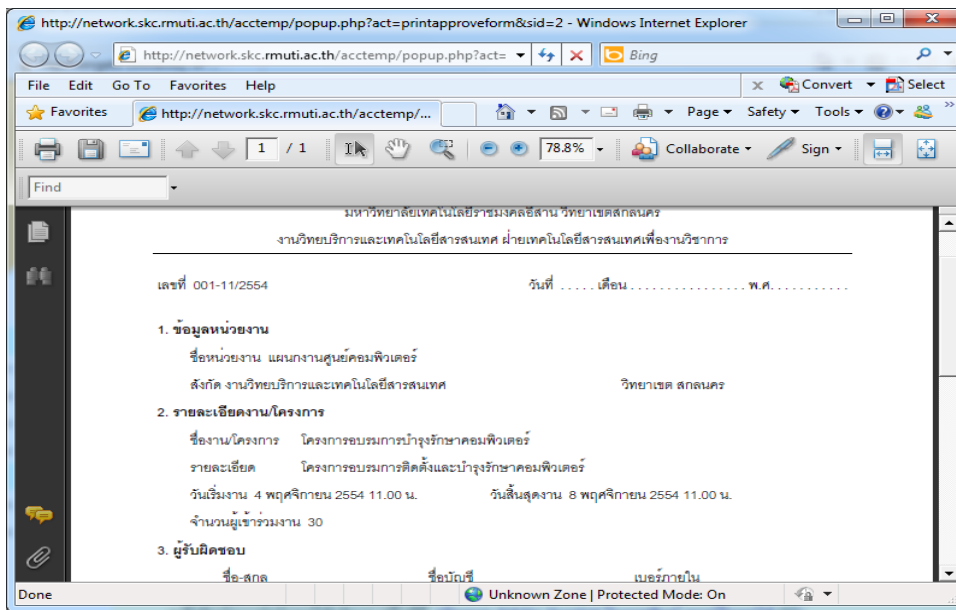 http://network.skc.rmuti.ac.th/acctemp/popup.php?act=printapproveform&sid=2 - Windows Internet Explorer
http://network.skc.rmuti.ac.th/acctemp/popup.php?act= Bing
File Edit Go To Favorites Help x Convert Select
Favorites http://network.skc.rmuti.ac.th/acctemp/... Page Safety Tools
1 / 1 78.8% Collaborate Sign
Find
มหาวิทยาลัยเทคโนโลยีราชมงคลอีสาน วิทยาเขตสกลนคร
งานวิทยบริการและเทคโนโลยีสารสนเทศ ฝ่ายเทคโนโลยีสารสนเทศเพื่องานวิชาการ
เลขที่ 001-11/2554 วันที่ ..... เดือน ................ พ.ศ...........
1. ข้อมูลหน่วยงาน
ชื่อหน่วยงาน แผนกงานศูนย์คอมพิวเตอร์
สังกัด งานวิทยบริการและเทคโนโลยีสารสนเทศ วิทยาเขต สกลนคร
2. รายละเอียดงาน/โครงการ
ชื่องาน/โครงการ โครงการอบรมการบำรุงรักษาคอมพิวเตอร์
รายละเอียด โครงการอบรมการติดตั้งและบำรุงรักษาคอมพิวเตอร์
วันเริ่มงาน 4 พฤศจิกายน 2554 11.00 น. วันสิ้นสุดงาน 8 พฤศจิกายน 2554 11.00 น.
จำนวนผู้เข้าร่วมงาน 30
3. ผู้รับผิดชอบ
ชื่อ-สกุล ชื่อบัญชี เบอร์ภายใน
Done Unknown Zone | Protected Mode: On